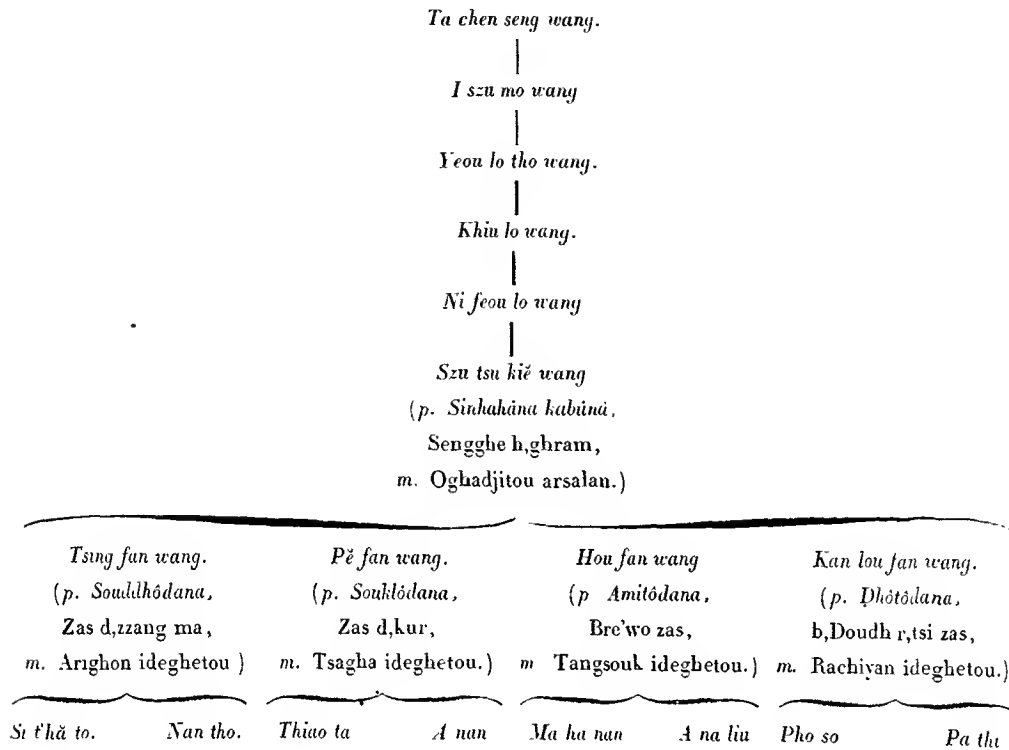 Ta chen seng wang.
I szu mo wang
Yeou lo tho wang.
Khiu lo wang.
Ni feou lo wang
Szu tsu kiĕ wang
(p. Sinhahána kabúná,
Sengghe h,ghram,
m. Oghadjitou arsalan.)
Tsing fan wang. Pĕ fan wang. Hou fan wang Kan lou fan wang.
(p. Souddhôdana, (p. Souklôdana, (p Amitôdana, (p. Ḍhôtôdana,
Zas d,zzang ma, Zas d,kur, Bre'wo zas, b,Doudh r,tsi zas,
m. Arighon ideghetou ) m. Tsagha ideghetou.) m Tangsouk ideghetou.) m. Rachiyan ideghetou.)
Si t'hă to. Nan tho. Thiao ta A nan Ma ha nan A na liu Pho so Pa thi